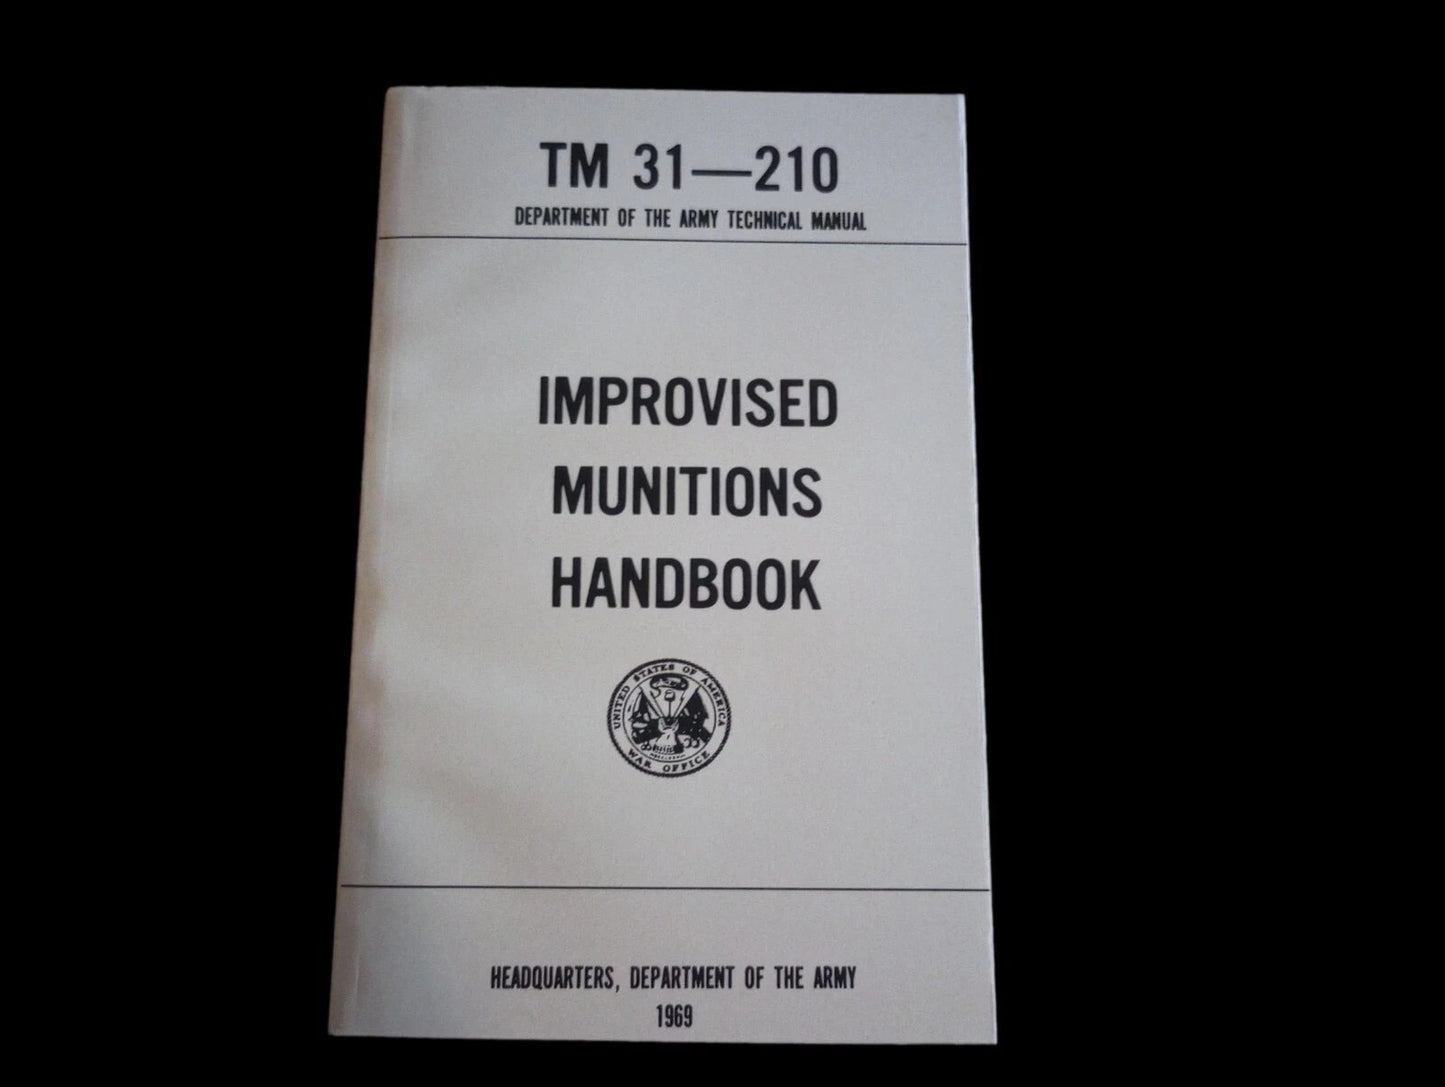 TM 31—210
DEPARTMENT OF THE ARMY TECHNICAL MANUAL
IMPROVISED
MUNITIONS
HANDBOOK
UNITED STATES OF AMERICA
WAR OFFICE
HEADQUARTERS, DEPARTMENT OF THE ARMY
1969